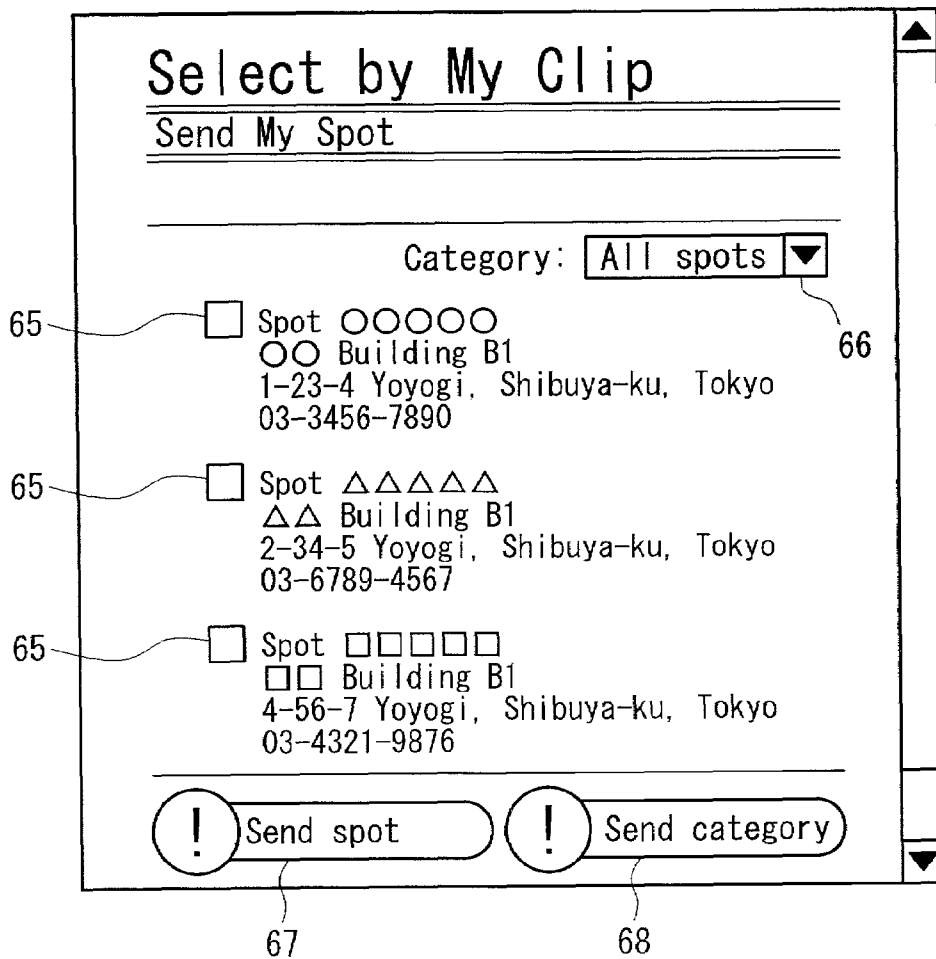 Select by My Clip
Send My Spot
Category: All spots
66
65 Spot ○○○○○
○○ Building B1
1-23-4 Yoyogi, Shibuya-ku, Tokyo
03-3456-7890
65 Spot △△△△△
△△ Building B1
2-34-5 Yoyogi, Shibuya-ku, Tokyo
03-6789-4567
65 Spot □□□□□
□□ Building B1
4-56-7 Yoyogi, Shibuya-ku, Tokyo
03-4321-9876
! Send spot ! Send category
67 68